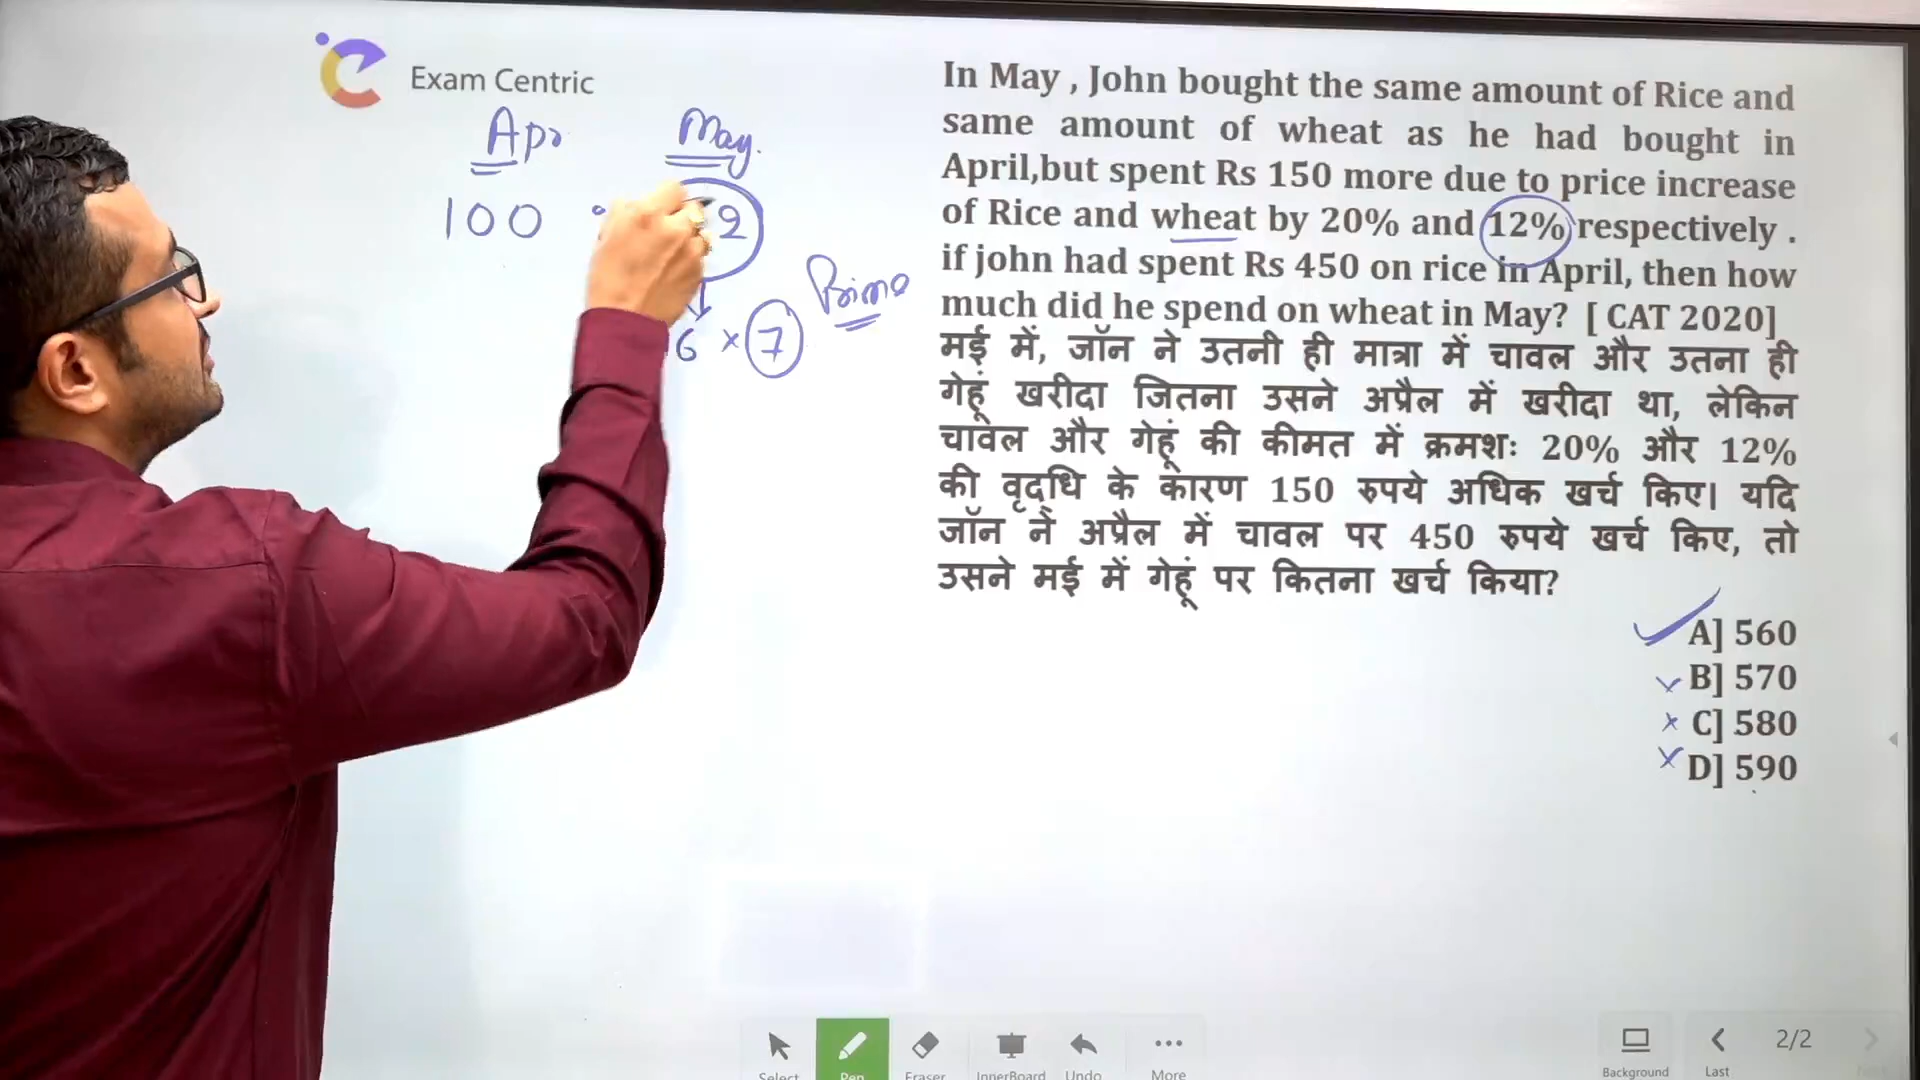 Exam Centric
Apr May.
100 : 2
6 × 7 Prime
In May , John bought the same amount of Rice and
same amount of wheat as he had bought in
April,but spent Rs 150 more due to price increase
of Rice and wheat by 20% and 12% respectively .
if john had spent Rs 450 on rice in April, then how
much did he spend on wheat in May? [ CAT 2020]
मई में, जॉन ने उतनी ही मात्रा में चावल और उतना ही
गेहूं खरीदा जितना उसने अप्रैल में खरीदा था, लेकिन
चावल और गेहूं की कीमत में क्रमशः 20% और 12%
की वृद्धि के कारण 150 रुपये अधिक खर्च किए। यदि
जॉन ने अप्रैल में चावल पर 450 रुपये खर्च किए, तो
उसने मई में गेहूं पर कितना खर्च किया?
A] 560
B] 570
C] 580
D] 590
Select Pen Eraser InnerBoard Undo More
Background Last 2/2